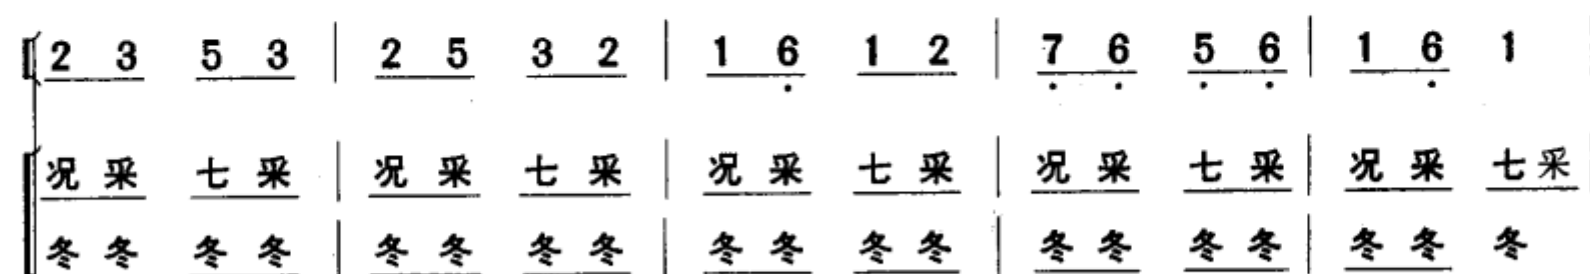 2 3 5 3 | 2 5 3 2 | 1 6̣ 1 2 | 7̣ 6̣ 5̣ 6̣ | 1 6̣ 1
况 采 七 采 | 况 采 七 采 | 况 采 七 采 | 况 采 七 采 | 况 采 七 采
冬 冬 冬 冬 | 冬 冬 冬 冬 | 冬 冬 冬 冬 | 冬 冬 冬 冬 | 冬 冬 冬